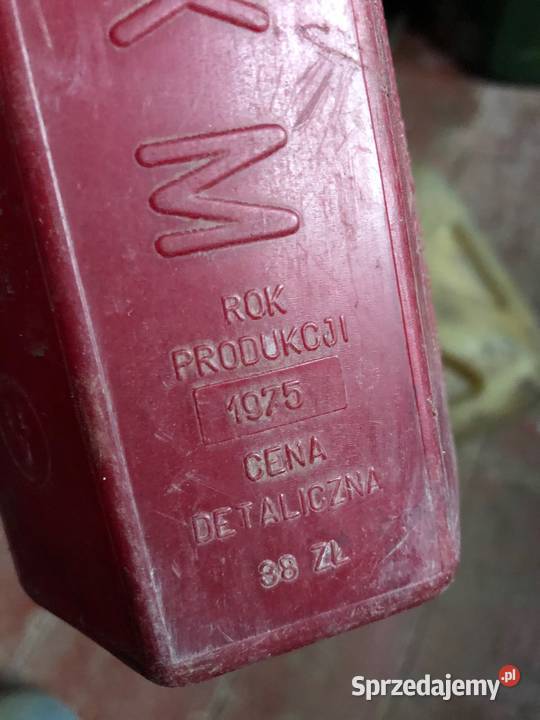 K
M
ROK
PRODUKCJI
1975
CENA
DETALICZNA
38 ZŁ
Sprzedajemy.pl